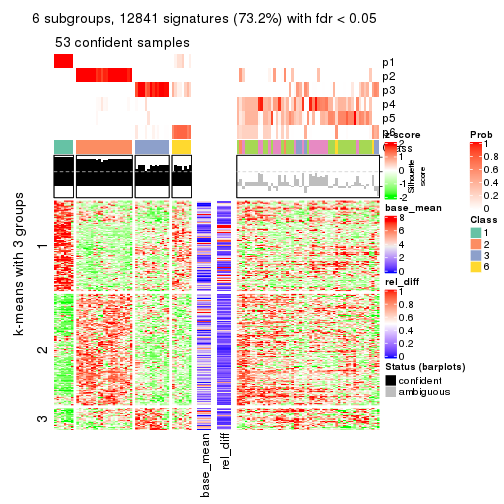 6 subgroups, 12841 signatures (73.2%) with fdr < 0.05
53 confident samples
p1
p2
p3
p4
p5
p6
Class
z-score
2
1
0
-1
-2
Silhouette
score
1
2
3
k-means with 3 groups
base_mean
rel_diff
base_mean
8
6
4
2
0
rel_diff
1
0.8
0.6
0.4
0.2
0
Prob
1
0.8
0.6
0.4
0.2
0
Class
1
2
3
6
Status (barplots)
confident
ambiguous